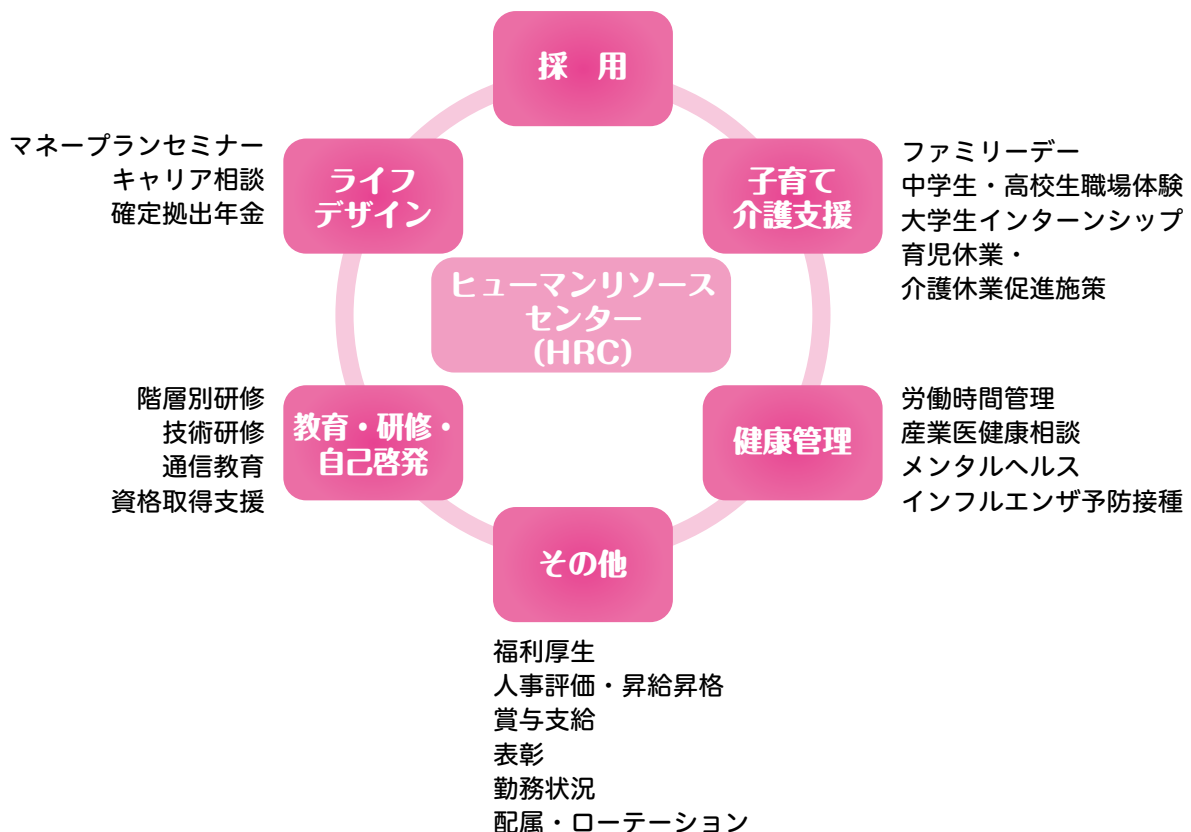 採　用
マネープランセミナー
キャリア相談
確定拠出年金
ライフ
デザイン
子育て
介護支援
ファミリーデー
中学生・高校生職場体験
大学生インターンシップ
育児休業・
介護休業促進施策
ヒューマンリソース
センター
(HRC)
階層別研修
技術研修
通信教育
資格取得支援
教育・研修・
自己啓発
健康管理
労働時間管理
産業医健康相談
メンタルヘルス
インフルエンザ予防接種
その他
福利厚生
人事評価・昇給昇格
賞与支給
表彰
勤務状況
配属・ローテーション